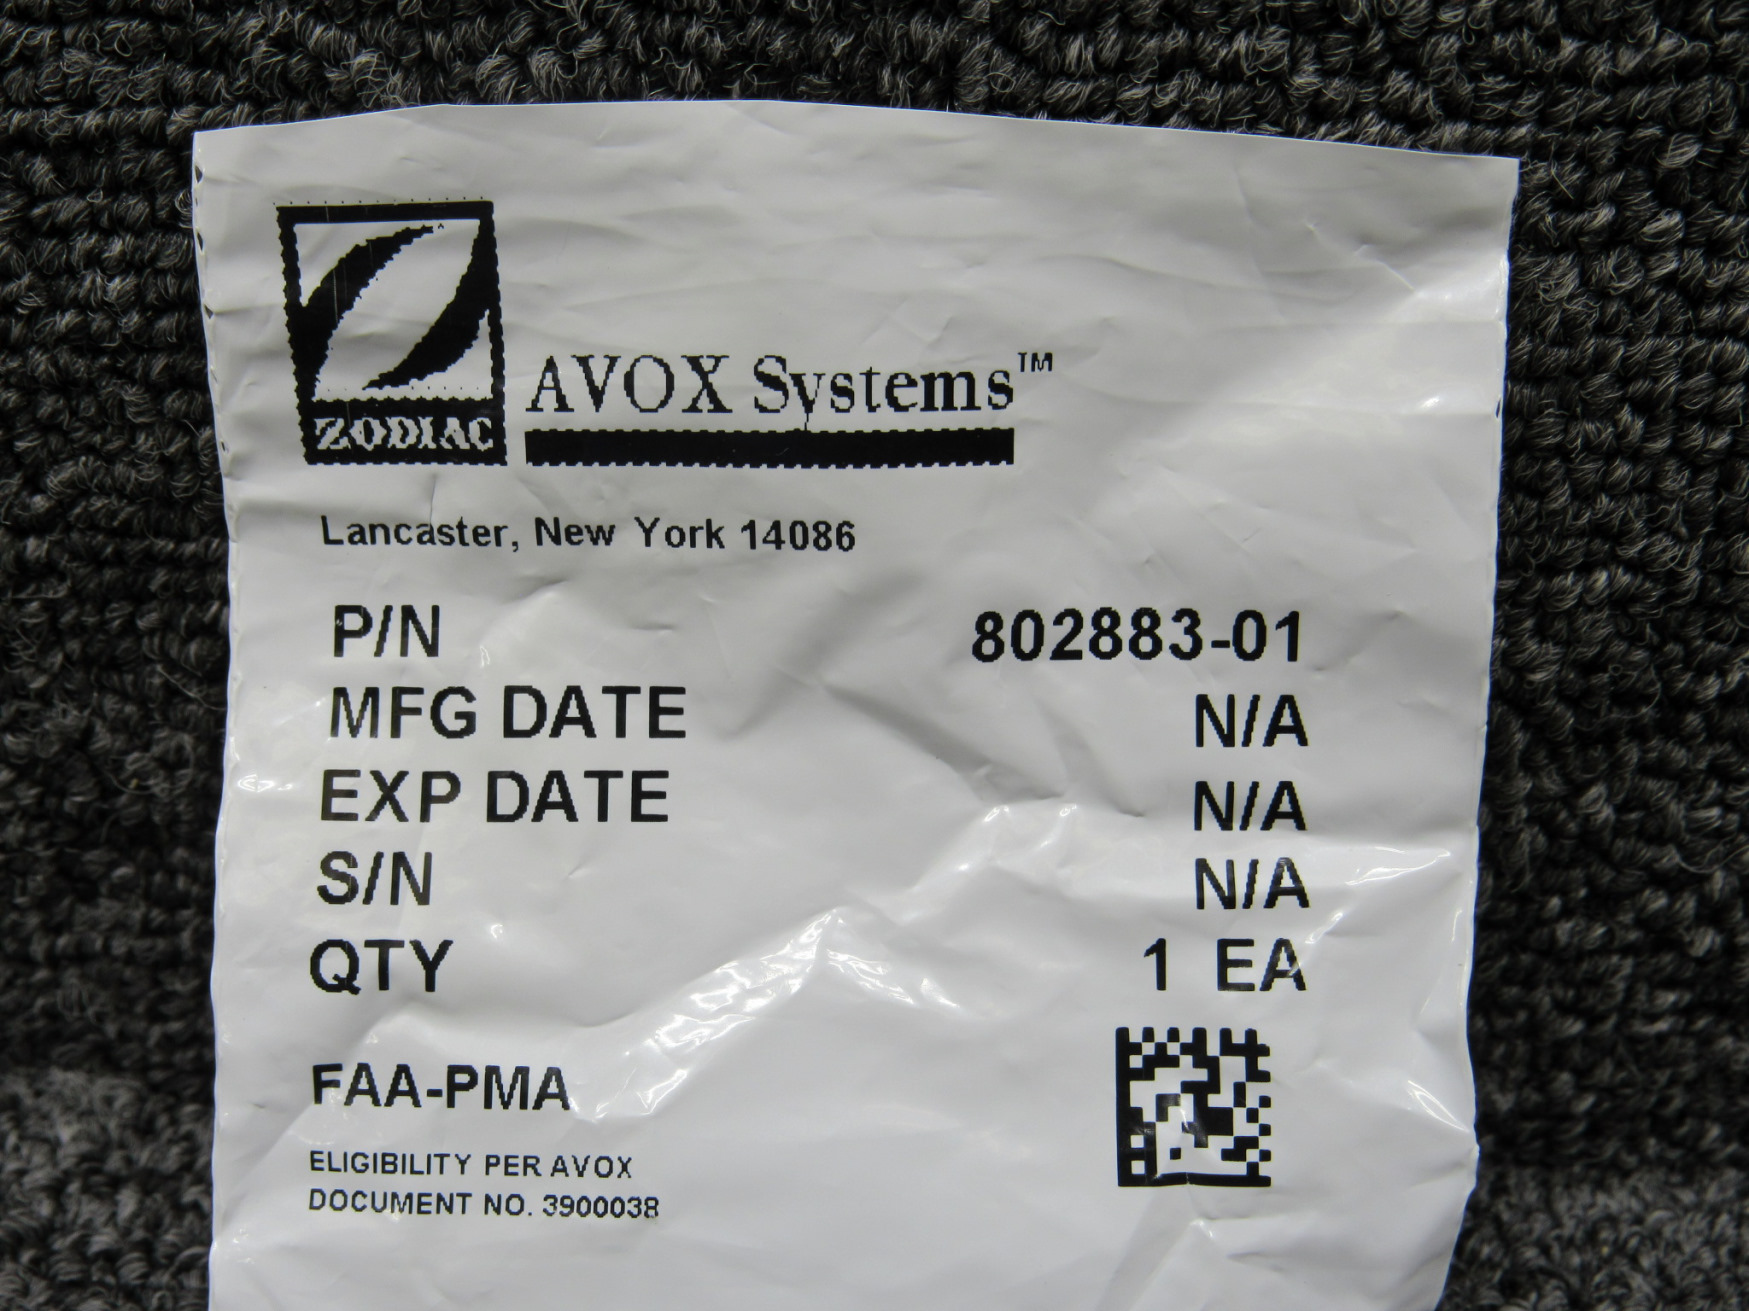 ZODIAC
AVOX Systems™
Lancaster, New York 14086
P/N 802883-01
MFG DATE N/A
EXP DATE N/A
S/N N/A
QTY 1 EA
FAA-PMA
ELIGIBILITY PER AVOX
DOCUMENT NO. 3900038